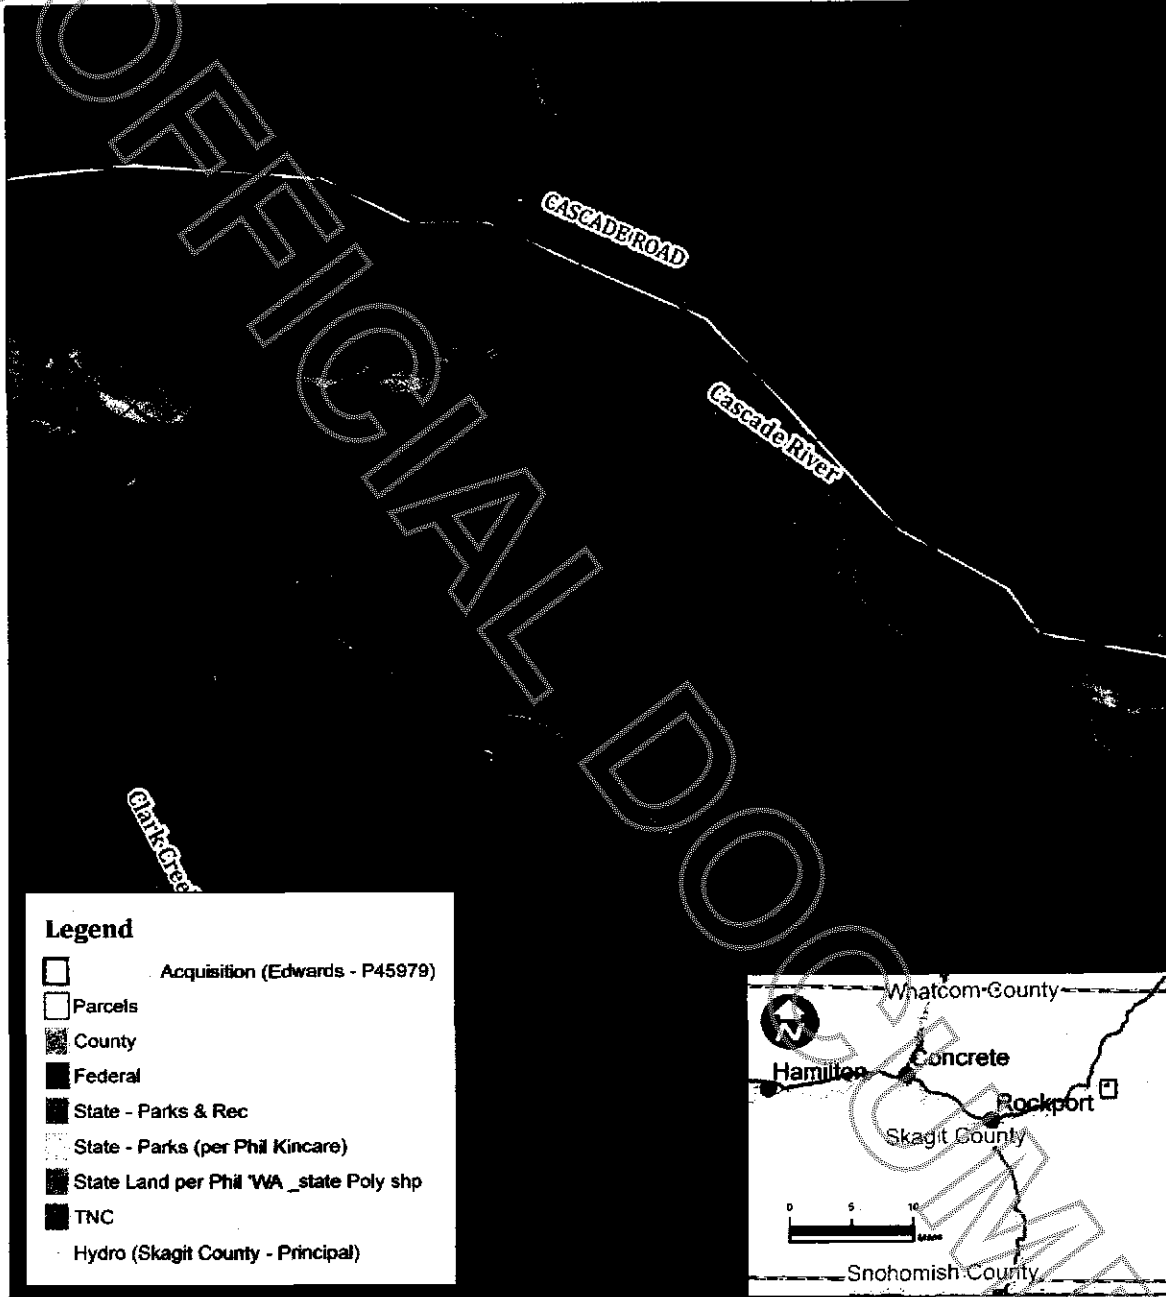 OFFICIAL DOCUME
CASCADE ROAD
Cascade River
Clark Cree
Legend
Acquisition (Edwards - P45979)
Parcels
County
Federal
State - Parks & Rec
State - Parks (per Phil Kincare)
State Land per Phil 'WA _state Poly shp
TNC
Hydro (Skagit County - Principal)
Whatcom County
N
Concrete
Hamilton
Rockport
Skagit County
0 5 10
Snohomish County